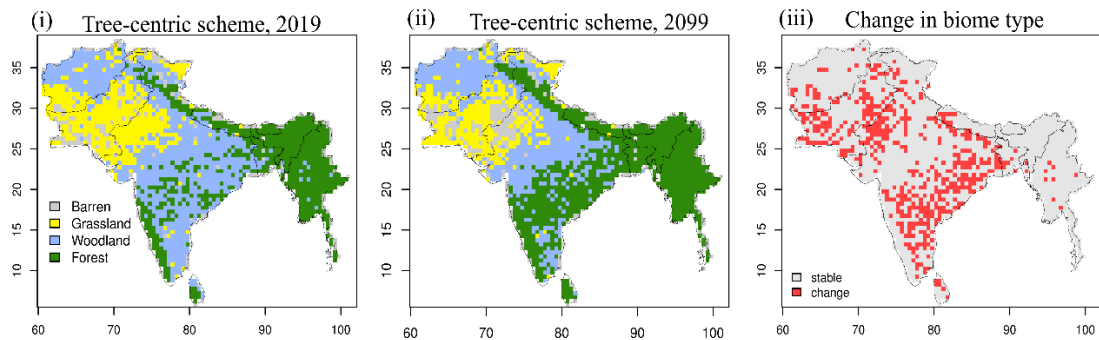 (i) Tree-centric scheme, 2019
35
30
25
20
15
10
Barren
Grassland
Woodland
Forest
60 70 80 90 100
(ii) Tree-centric scheme, 2099
35
30
25
20
15
10
60 70 80 90 100
(iii) Change in biome type
35
30
25
20
15
10
stable
change
60 70 80 90 100